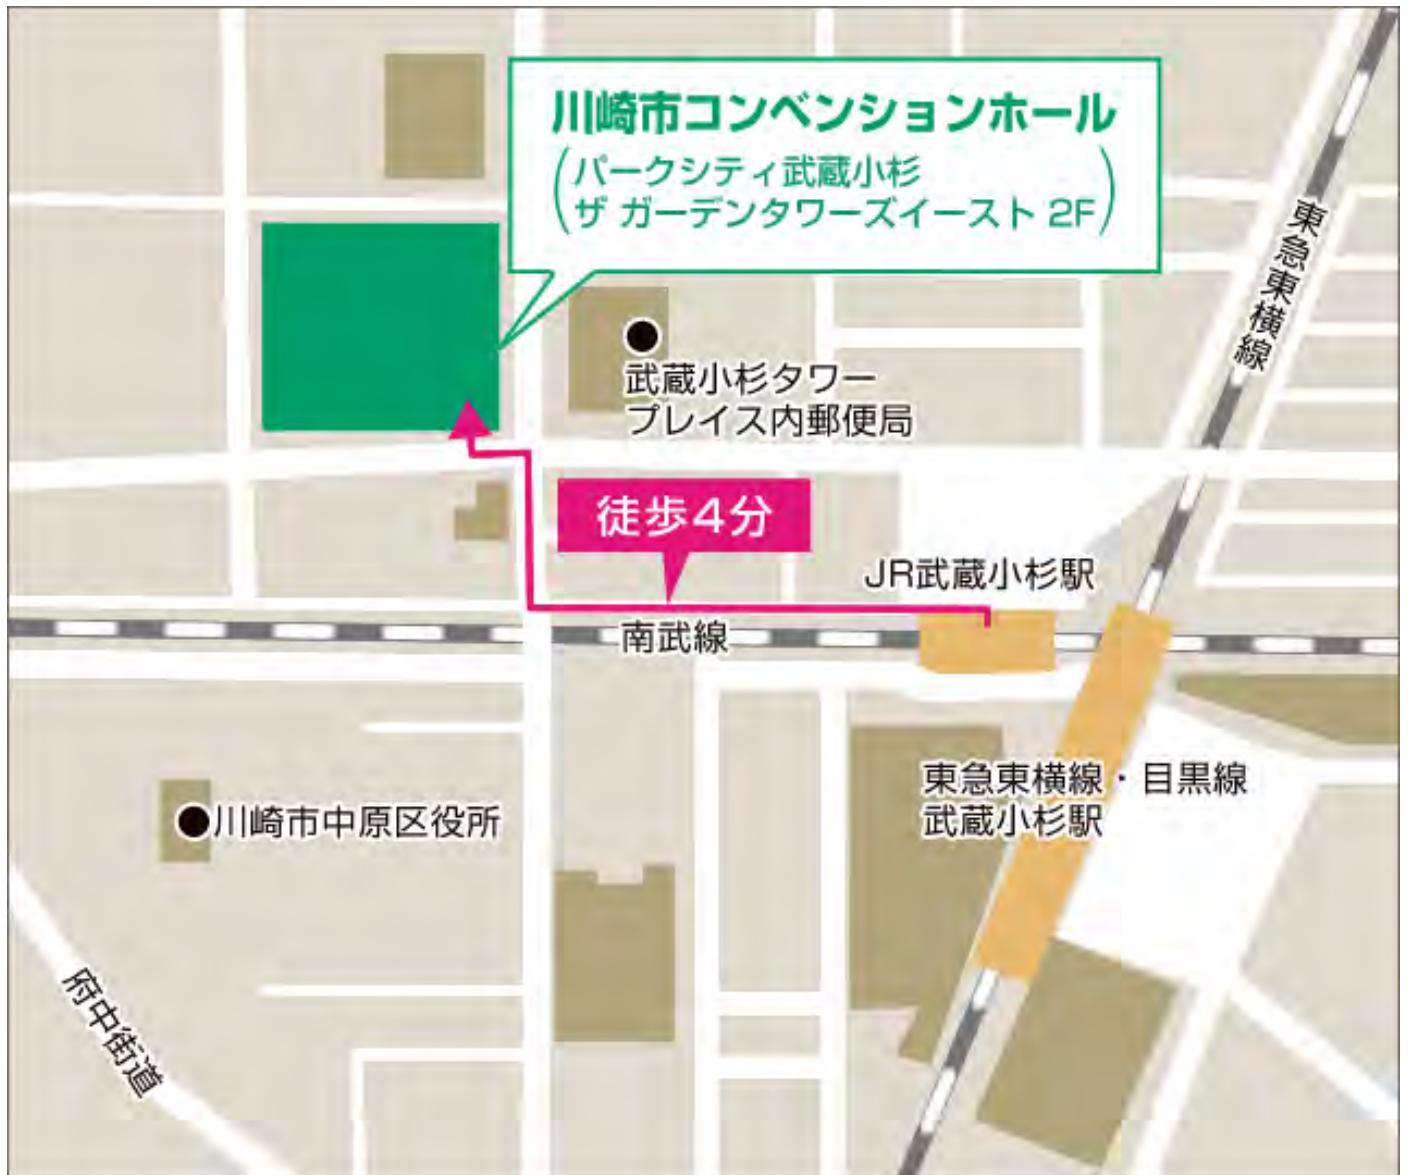 川崎市コンベンションホール
(パークシティ武蔵小杉
ザ ガーデンタワーズイースト 2F)
東急東横線
武蔵小杉タワー
プレイス内郵便局
徒歩4分
JR武蔵小杉駅
南武線
東急東横線・目黒線
武蔵小杉駅
川崎市中原区役所
府中街道